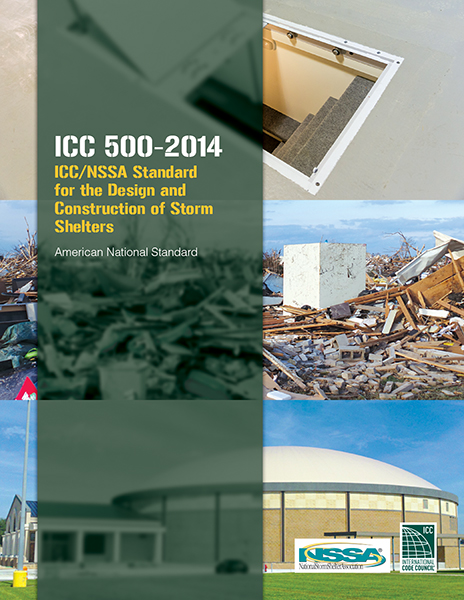 ICC 500-2014
ICC/NSSA Standard
for the Design and
Construction of Storm
Shelters
American National Standard
NSSA
National Storm Shelter Association
ICC
INTERNATIONAL
CODE COUNCIL